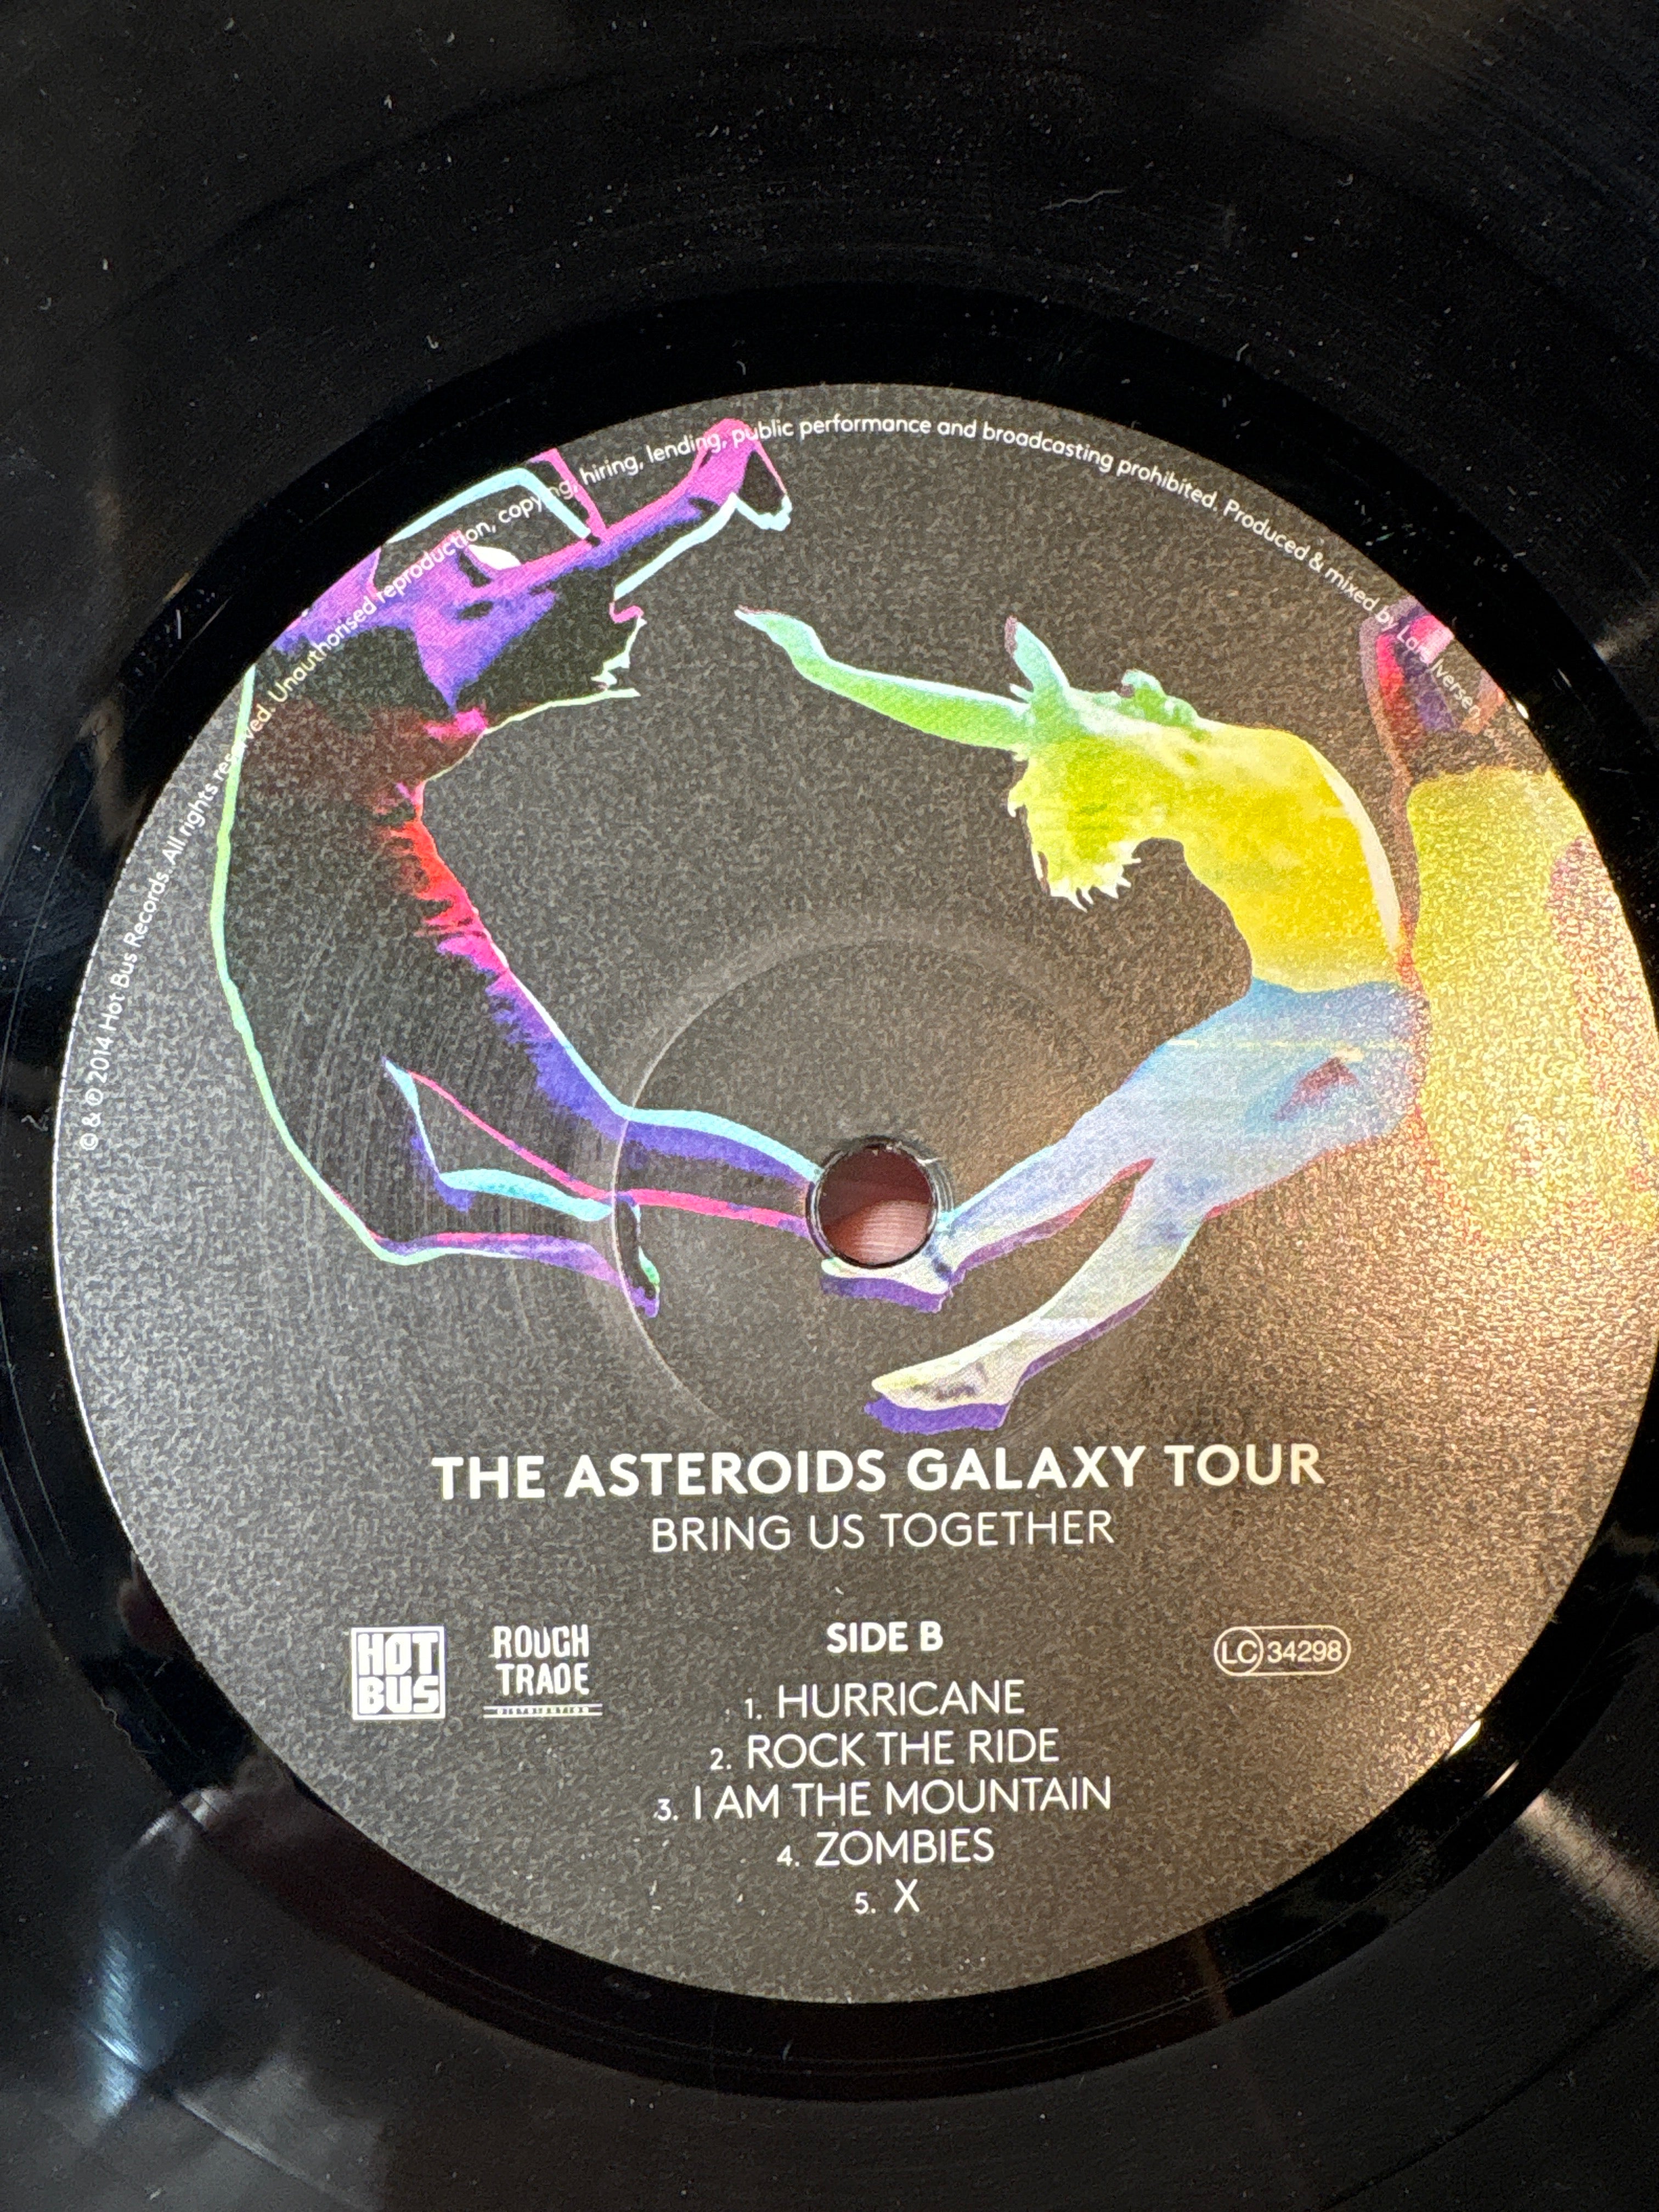 © & ℗ 2014 Hot Bus Records. All rights reserved. Unauthorised reproduction, copying, hiring, lending, public performance and broadcasting prohibited. Produced & mixed by Lars Iversen
THE ASTEROIDS GALAXY TOUR
BRING US TOGETHER
HOT
BUS
ROUGH
TRADE
DISTRIBUTION
SIDE B
LC 34298
1. HURRICANE
2. ROCK THE RIDE
3. I AM THE MOUNTAIN
4. ZOMBIES
5. X